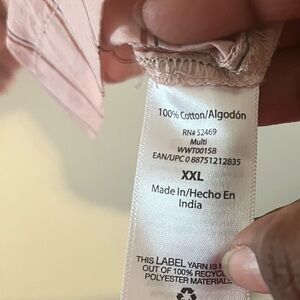 100% Cotton/Algodón
RN# 52469
Multi
WWT00158
EAN/UPC 0 88751212835
XXL
Made in/Hecho En
India
THIS LABEL YARN IS
OUT OF 100% RECYC
POLYESTER MATERIAL